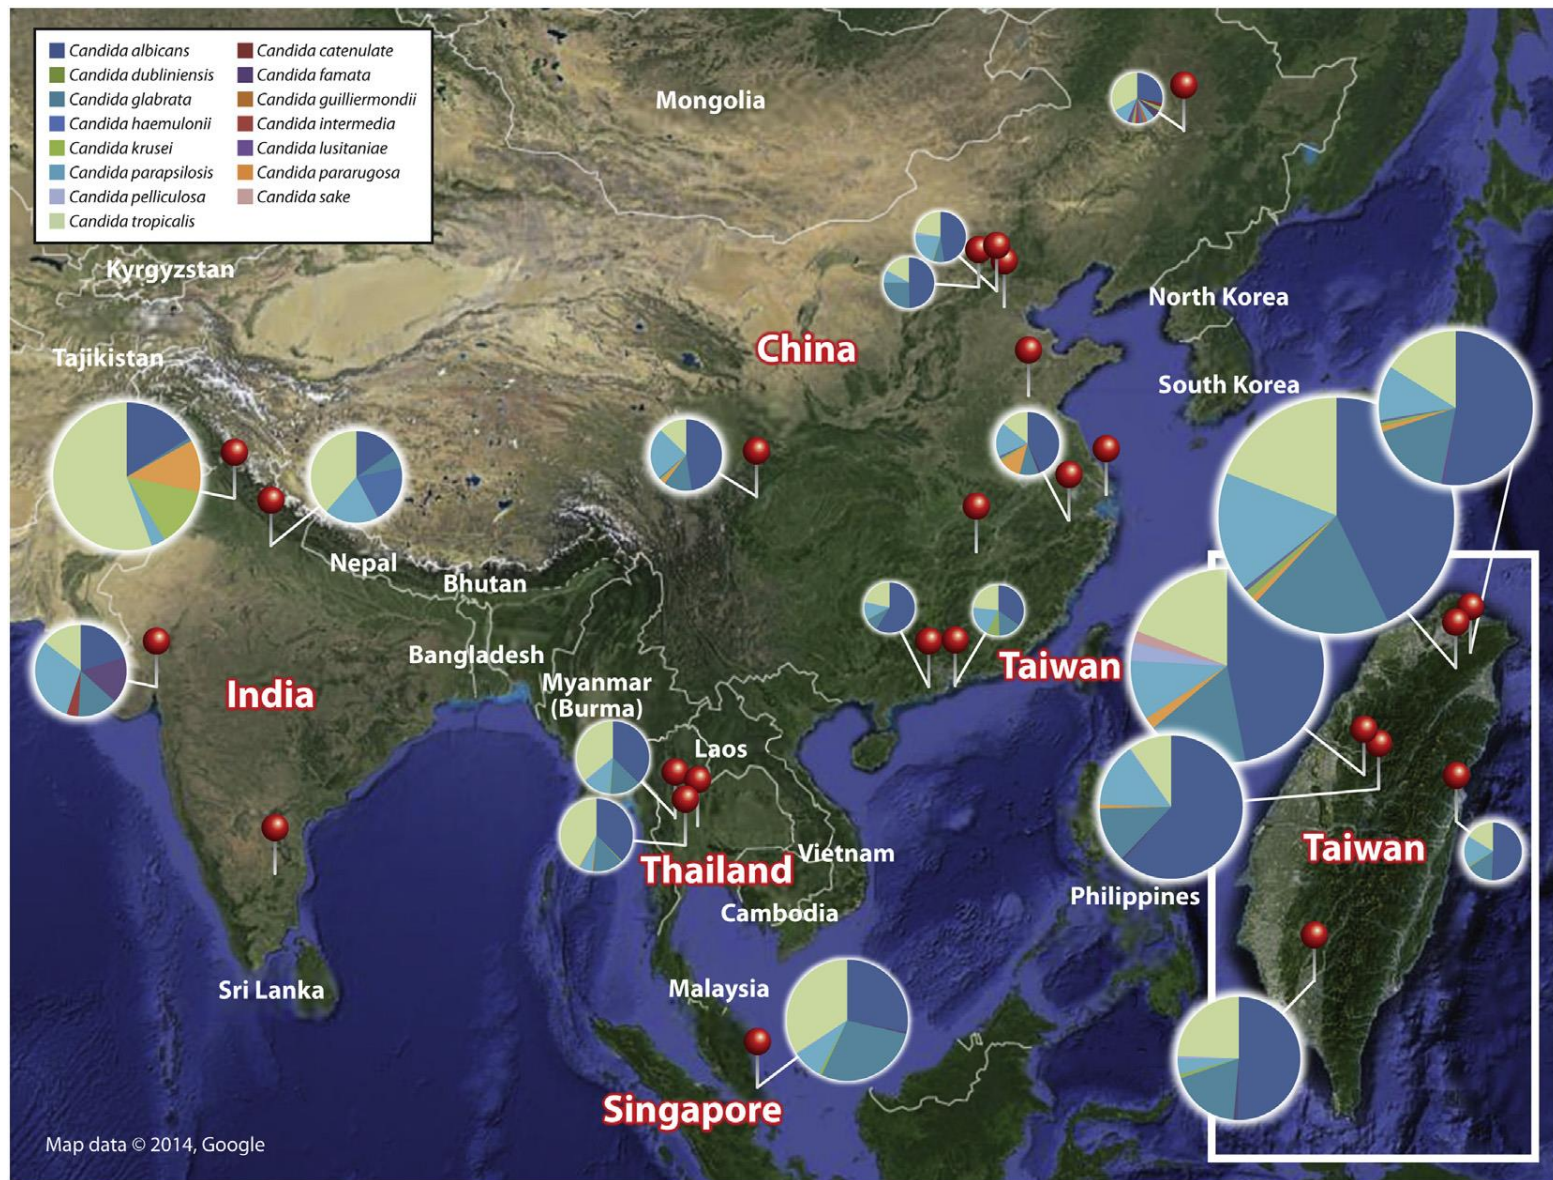 Candida albicans
Candida dubliniensis
Candida glabrata
Candida haemulonii
Candida krusei
Candida parapsilosis
Candida pelliculosa
Candida tropicalis
Candida catenulate
Candida famata
Candida guilliermondii
Candida intermedia
Candida lusitaniae
Candida pararugosa
Candida sake
Mongolia
Kyrgyzstan
North Korea
China
Tajikistan
South Korea
Nepal
Bhutan
Bangladesh
Taiwan
India
Myanmar
(Burma)
Laos
Thailand
Vietnam
Taiwan
Philippines
Cambodia
Sri Lanka
Malaysia
Singapore
Map data © 2014, Google